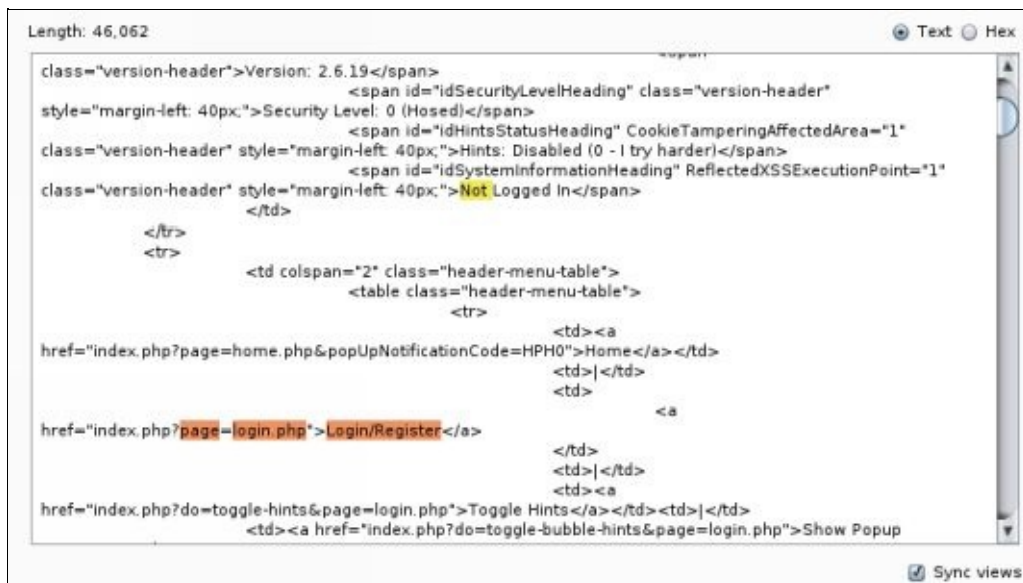 Length: 46,062
Text
Hex
class="version-header">Version: 2.6.19</span>
<span id="idSecurityLevelHeading" class="version-header"
style="margin-left: 40px;">Security Level: 0 (Hosed)</span>
<span id="idHintsStatusHeading" CookieTamperingAffectedArea="1"
class="version-header" style="margin-left: 40px;">Hints: Disabled (0 - I try harder)</span>
<span id="idSystemInformationHeading" ReflectedXSSExecutionPoint="1"
class="version-header" style="margin-left: 40px;">Not Logged In</span>
</td>
</tr>
<tr>
<td colspan="2" class="header-menu-table">
<table class="header-menu-table">
<tr>
<td><a
href="index.php?page=home.php&popUpNotificationCode=HPH0">Home</a></td>
<td>|</td>
<td>
<a
href="index.php?page=login.php">Login/Register</a>
</td>
<td>|</td>
<td><a
href="index.php?do=toggle-hints&page=login.php">Toggle Hints</a></td><td>|</td>
<td><a href="index.php?do=toggle-bubble-hints&page=login.php">Show Popup
Sync views